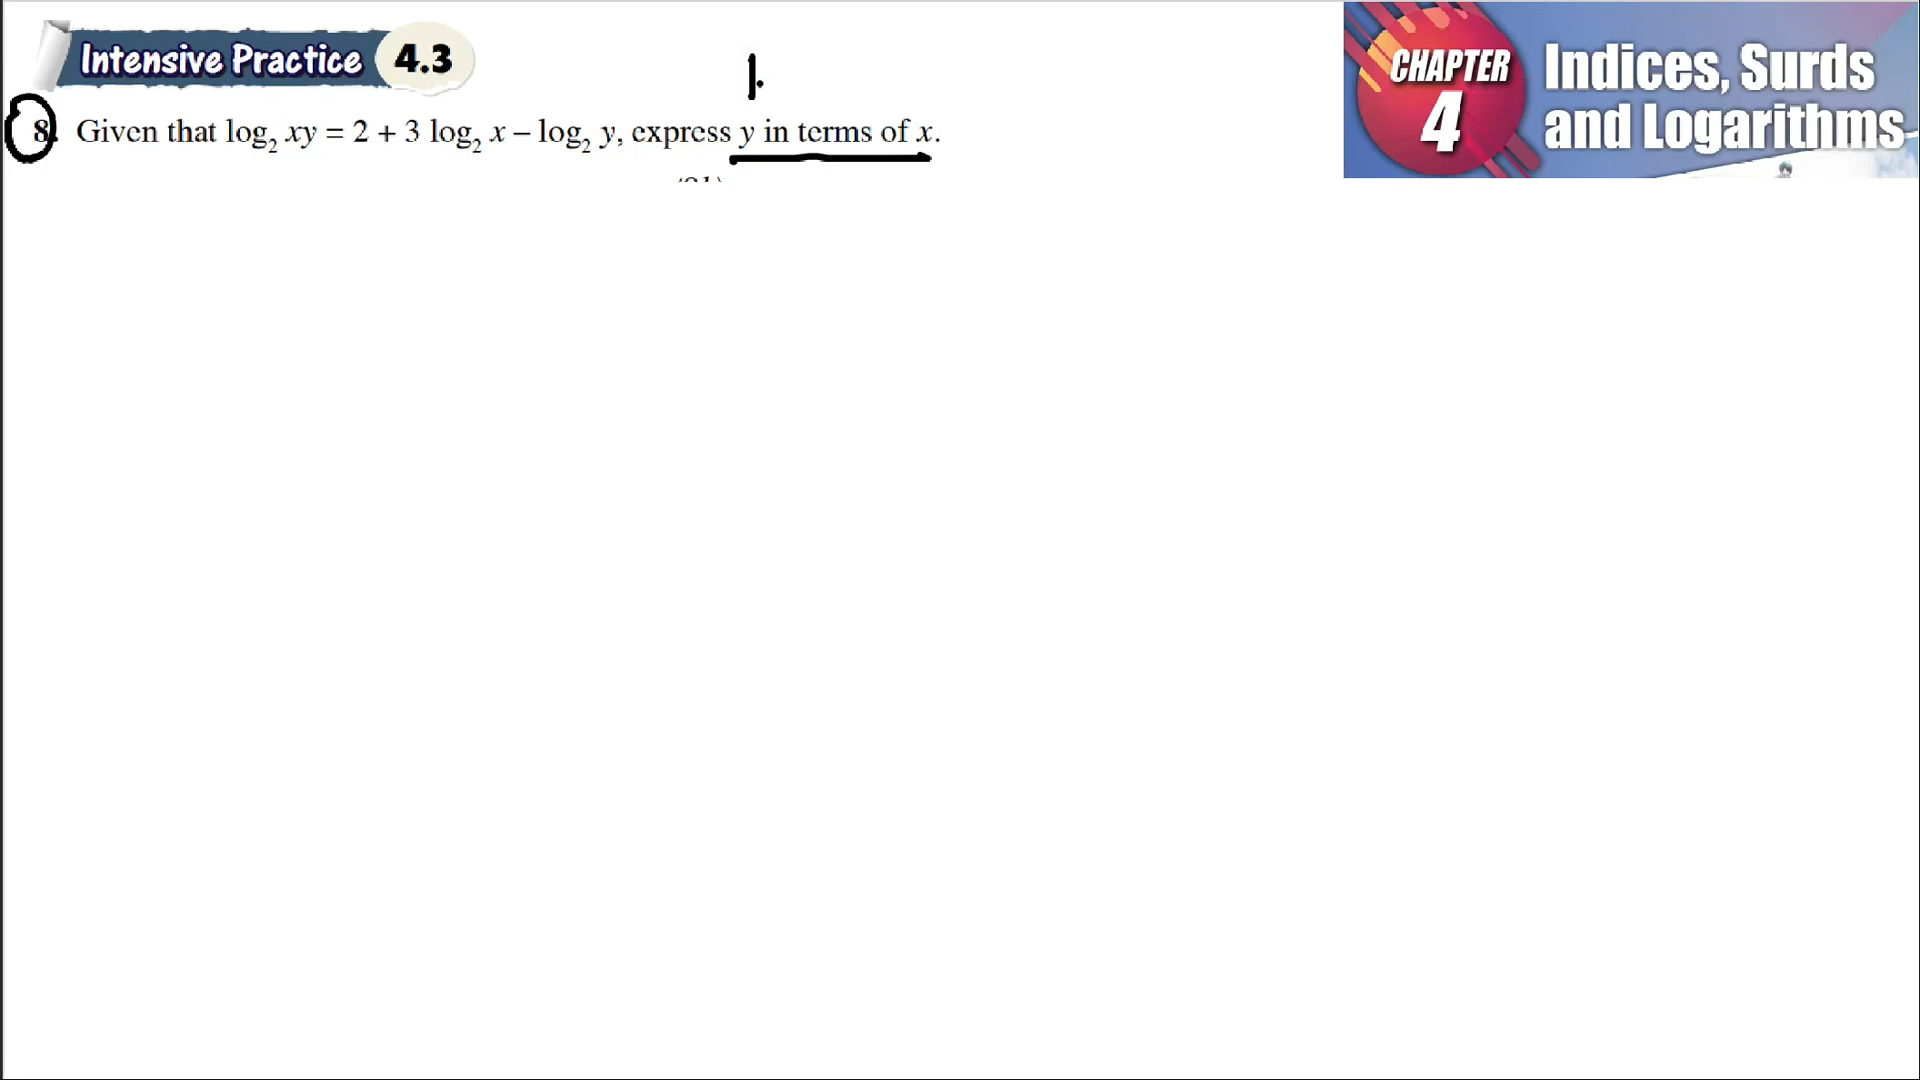 Intensive Practice 4.3
CHAPTER 4
Indices, Surds
and Logarithms
8. Given that log₂ xy = 2 + 3 log₂ x – log₂ y, express y in terms of x.